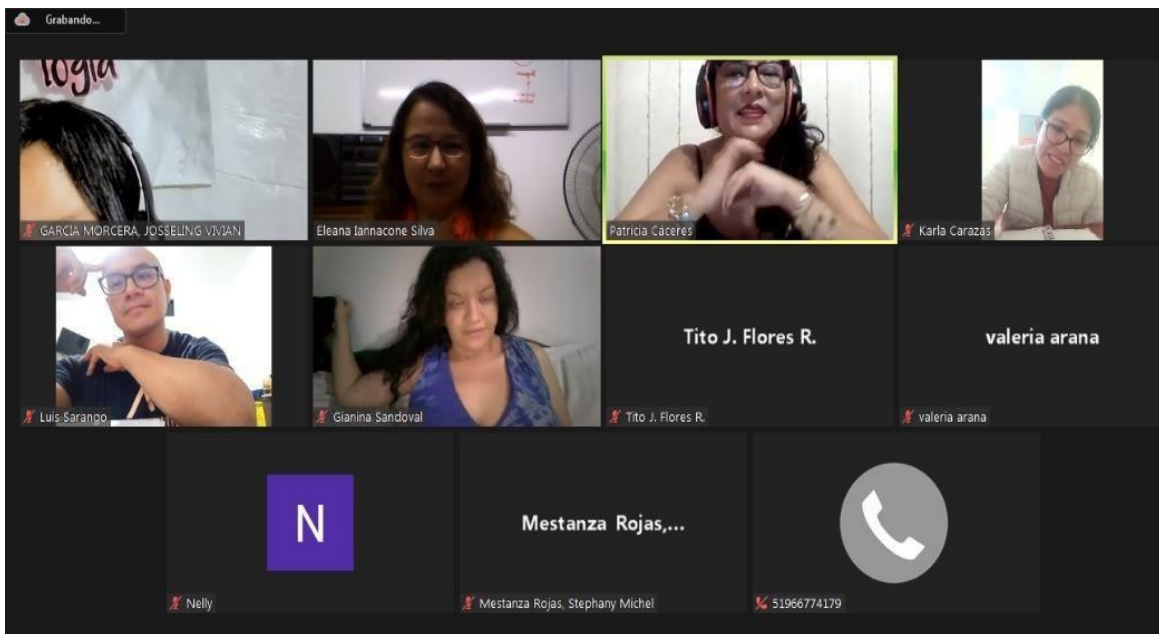 Grabando...
logía
GARCIA MORCERA, JOSSELING VIVIAN
Eleana Iannacone Silva
Patricia Cáceres
Karla Carazas
Luis Sarango
Gianina Sandoval
Tito J. Flores R.
Tito J. Flores R.
valeria arana
valeria arana
N
Nelly
Mestanza Rojas,...
Mestanza Rojas, Stephany Michel
51966774179